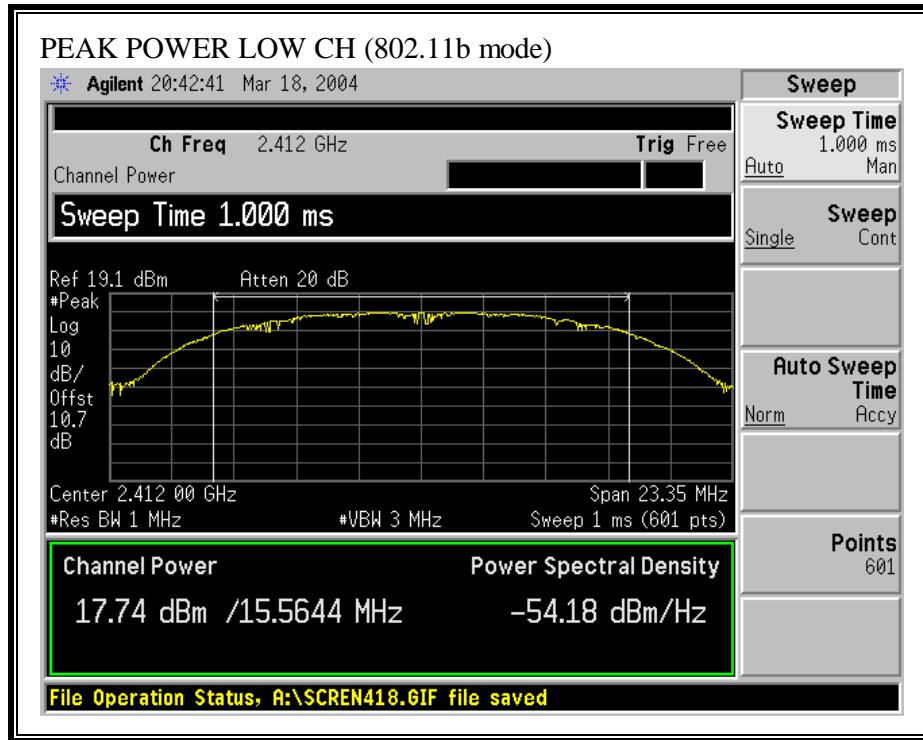 PEAK POWER LOW CH (802.11b mode)
Agilent 20:42:41 Mar 18, 2004
Sweep
Ch Freq 2.412 GHz Trig Free
Channel Power
Sweep Time 1.000 ms
Sweep Time
1.000 ms
Auto Man
Sweep
Single Cont
Auto Sweep
Time
Norm Accy
Points
601
Ref 19.1 dBm Atten 20 dB
#Peak
Log
10
dB/
Offst
10.7
dB
Center 2.412 00 GHz Span 23.35 MHz
#Res BW 1 MHz #VBW 3 MHz Sweep 1 ms (601 pts)
Channel Power Power Spectral Density
17.74 dBm /15.5644 MHz -54.18 dBm/Hz
File Operation Status, A:\SCREN418.GIF file saved